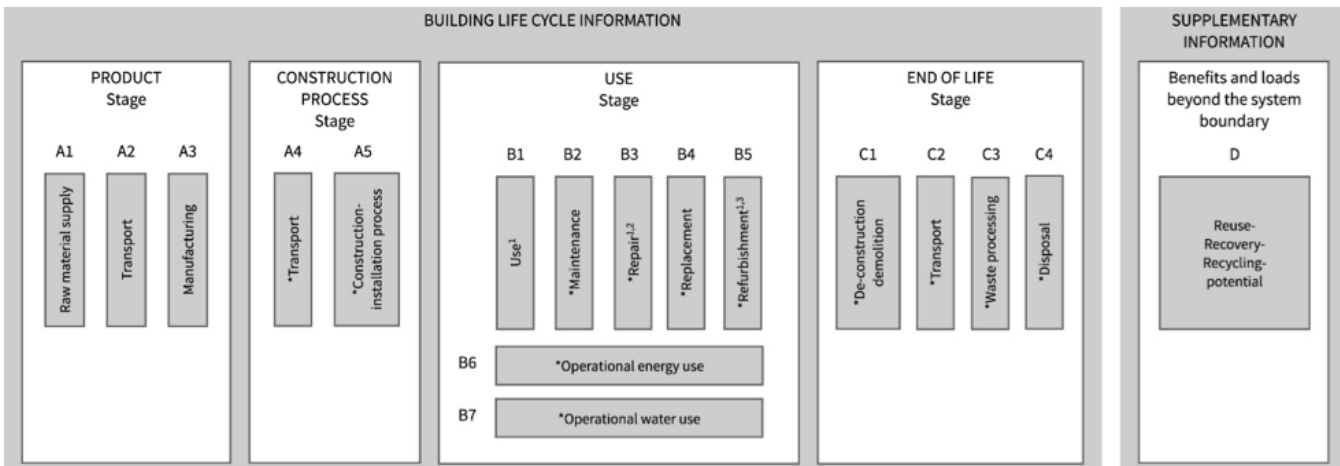 BUILDING LIFE CYCLE INFORMATION
PRODUCT
Stage
A1
A2
A3
Raw material supply
Transport
Manufacturing
CONSTRUCTION
PROCESS
Stage
A4
A5
*Transport
*Construction-
installation process
USE
Stage
B1
B2
B3
B4
B5
Use¹
*Maintenance
*Repair¹,²
*Replacement
*Refurbishment¹,³
B6
*Operational energy use
B7
*Operational water use
END OF LIFE
Stage
C1
C2
C3
C4
*De-construction
demolition
*Transport
*Waste processing
*Disposal
SUPPLEMENTARY
INFORMATION
Benefits and loads
beyond the system
boundary
D
Reuse-
Recovery-
Recycling-
potential